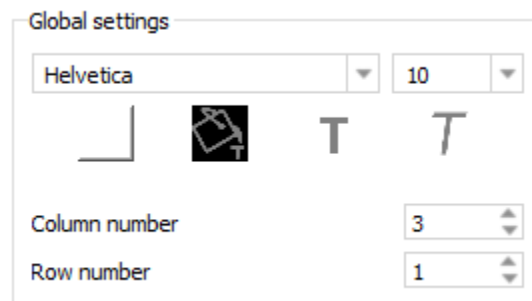 Global settings
Helvetica 10
T T T
Column number 3
Row number 1